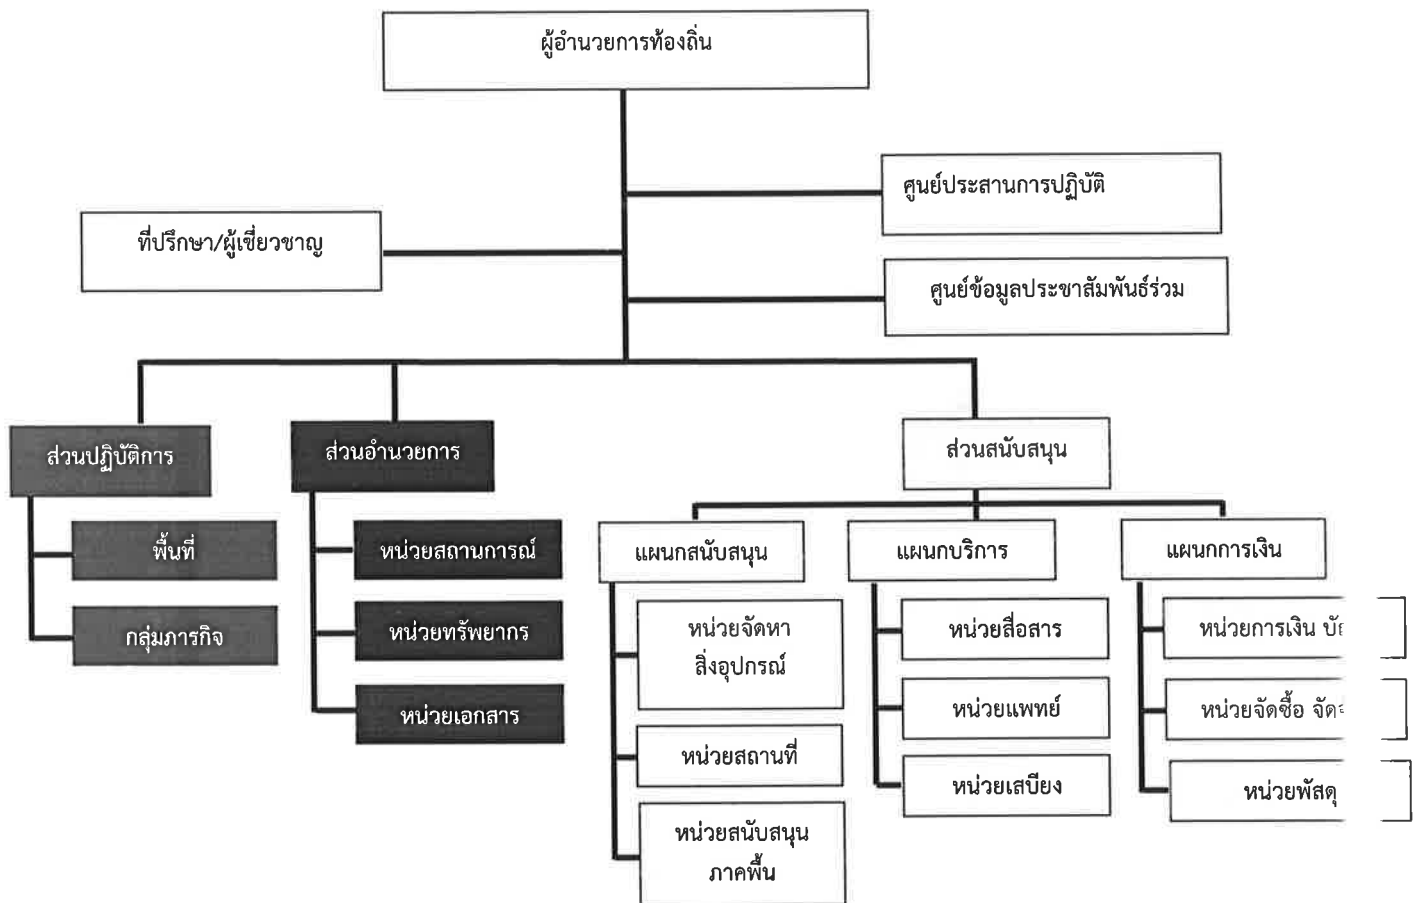 ผู้อำนวยการท้องถิ่น
ศูนย์ประสานการปฏิบัติ
ที่ปรึกษา/ผู้เชี่ยวชาญ
ศูนย์ข้อมูลประชาสัมพันธ์ร่วม
ส่วนปฏิบัติการ
พื้นที่
กลุ่มภารกิจ
ส่วนอำนวยการ
หน่วยสถานการณ์
หน่วยทรัพยากร
หน่วยเอกสาร
ส่วนสนับสนุน
แผนกสนับสนุน
หน่วยจัดหา
สิ่งอุปกรณ์
หน่วยสถานที่
หน่วยสนับสนุน
ภาคพื้น
แผนกบริการ
หน่วยสื่อสาร
หน่วยแพทย์
หน่วยเสบียง
แผนกการเงิน
หน่วยการเงิน
หน่วยจัดซื้อ
หน่วยพัสดุ